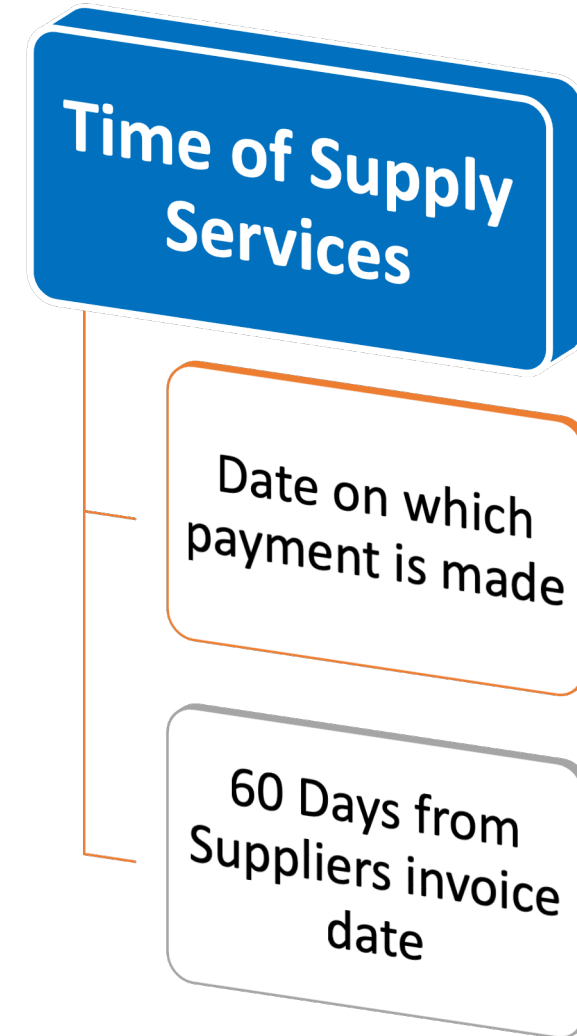 Time of Supply
Services
Date on which
payment is made
60 Days from
Suppliers invoice
date